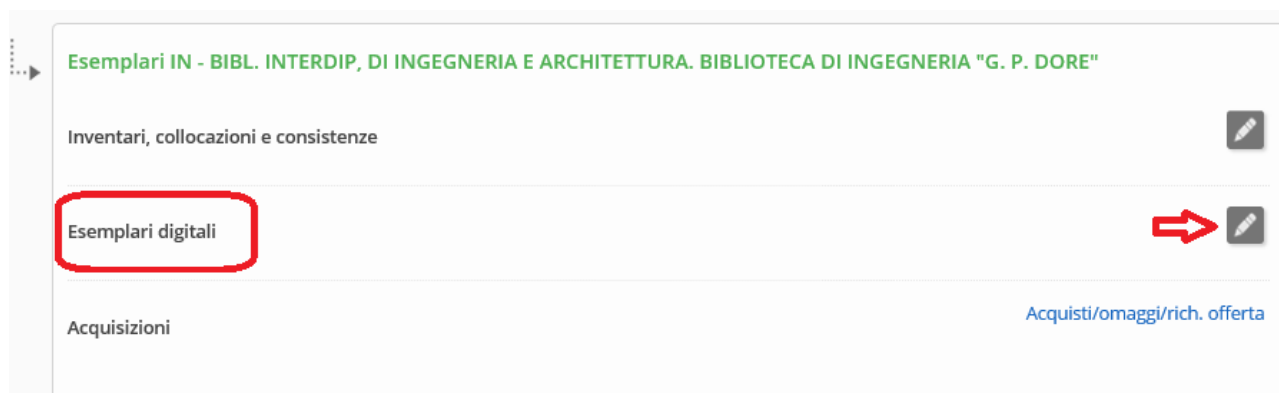 Esemplari IN - BIBL. INTERDIP, DI INGEGNERIA E ARCHITETTURA. BIBLIOTECA DI INGEGNERIA "G. P. DORE"
Inventari, collocazioni e consistenze
Esemplari digitali
Acquisizioni
Acquisti/omaggi/rich. offerta